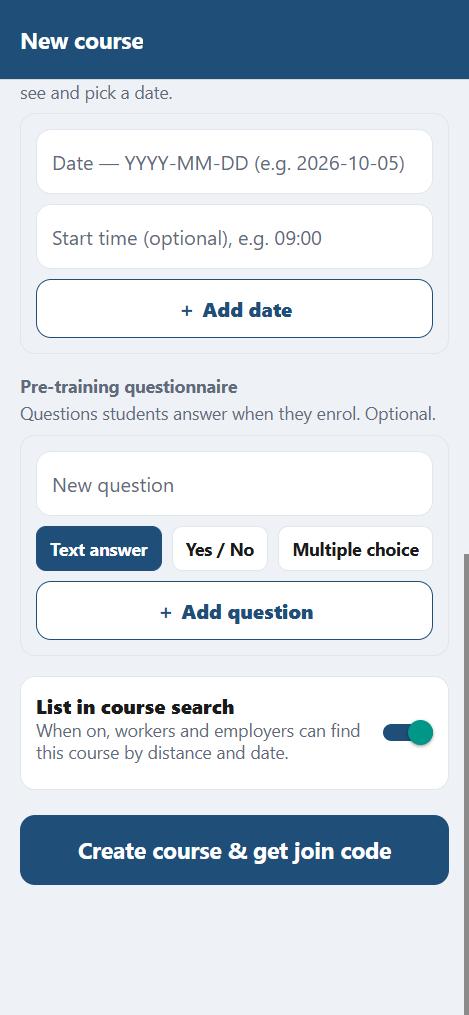 New course
see and pick a date.
Date — YYYY-MM-DD (e.g. 2026-10-05)
Start time (optional), e.g. 09:00
+ Add date
Pre-training questionnaire
Questions students answer when they enrol. Optional.
New question
Text answer
Yes / No
Multiple choice
+ Add question
List in course search
When on, workers and employers can find
this course by distance and date.
Create course & get join code